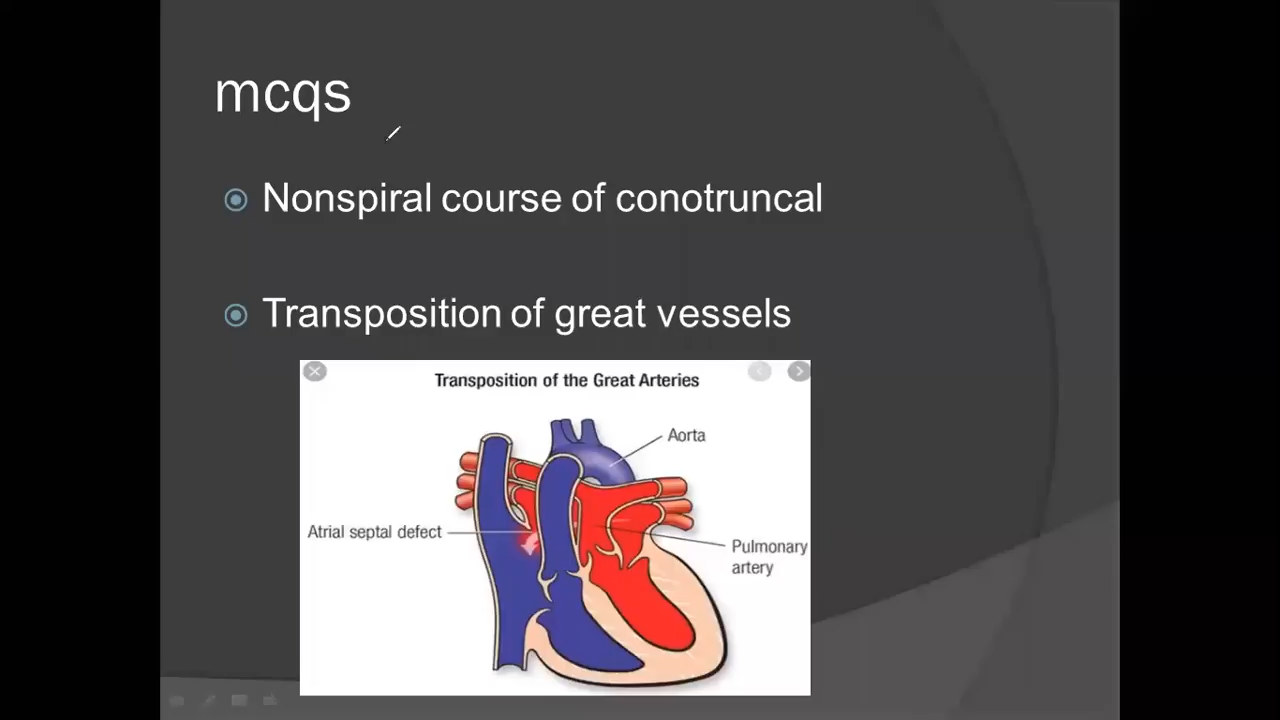 mcqs
Nonspiral course of conotruncal
Transposition of great vessels
Transposition of the Great Arteries
Aorta
Atrial septal defect
Pulmonary
artery